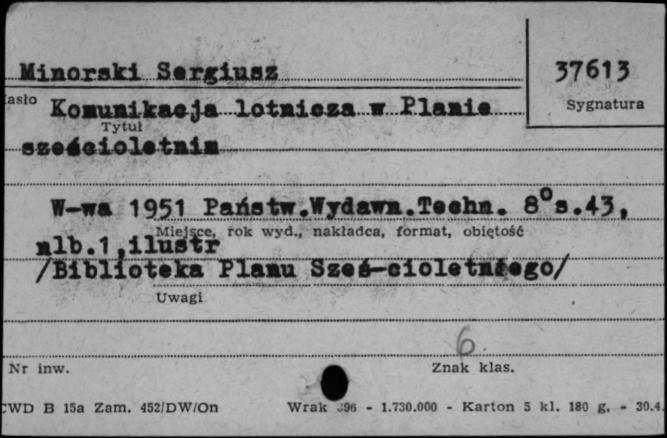 Minorski Sergiusz
37613
asło
Komunikacja lotnicza w Planie
Sygnatura
Tytuł
sześcioletnim
W-wa 1951 Państw.Wydawn.Techn. 8°s.43,
Miejsce, rok wyd., nakładca, format, objętość
nlb.1,ilustr
/Biblioteka Planu Sześ-cioletniego/
Uwagi
6
Nr inw.
Znak klas.
CWD B 15a Zam. 452/DW/On
Wrak 396 - 1.730.000 - Karton 5 kl. 180 g. - 30.4.